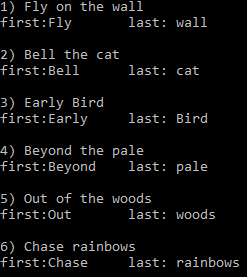 1) Fly on the wall
first:Fly last: wall
2) Bell the cat
first:Bell last: cat
3) Early Bird
first:Early last: Bird
4) Beyond the pale
first:Beyond last: pale
5) Out of the woods
first:Out last: woods
6) Chase rainbows
first:Chase last: rainbows